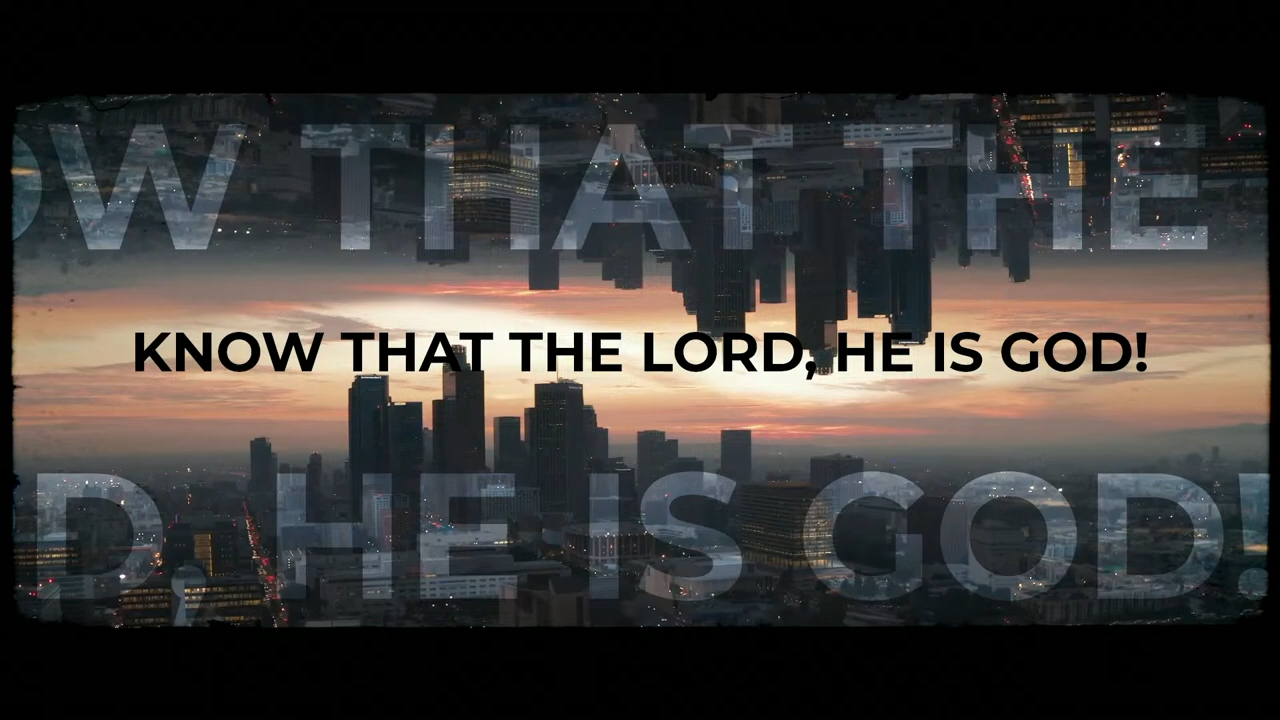 OW THAT THE
KNOW THAT THE LORD, HE IS GOD!
D, HE IS GOD!